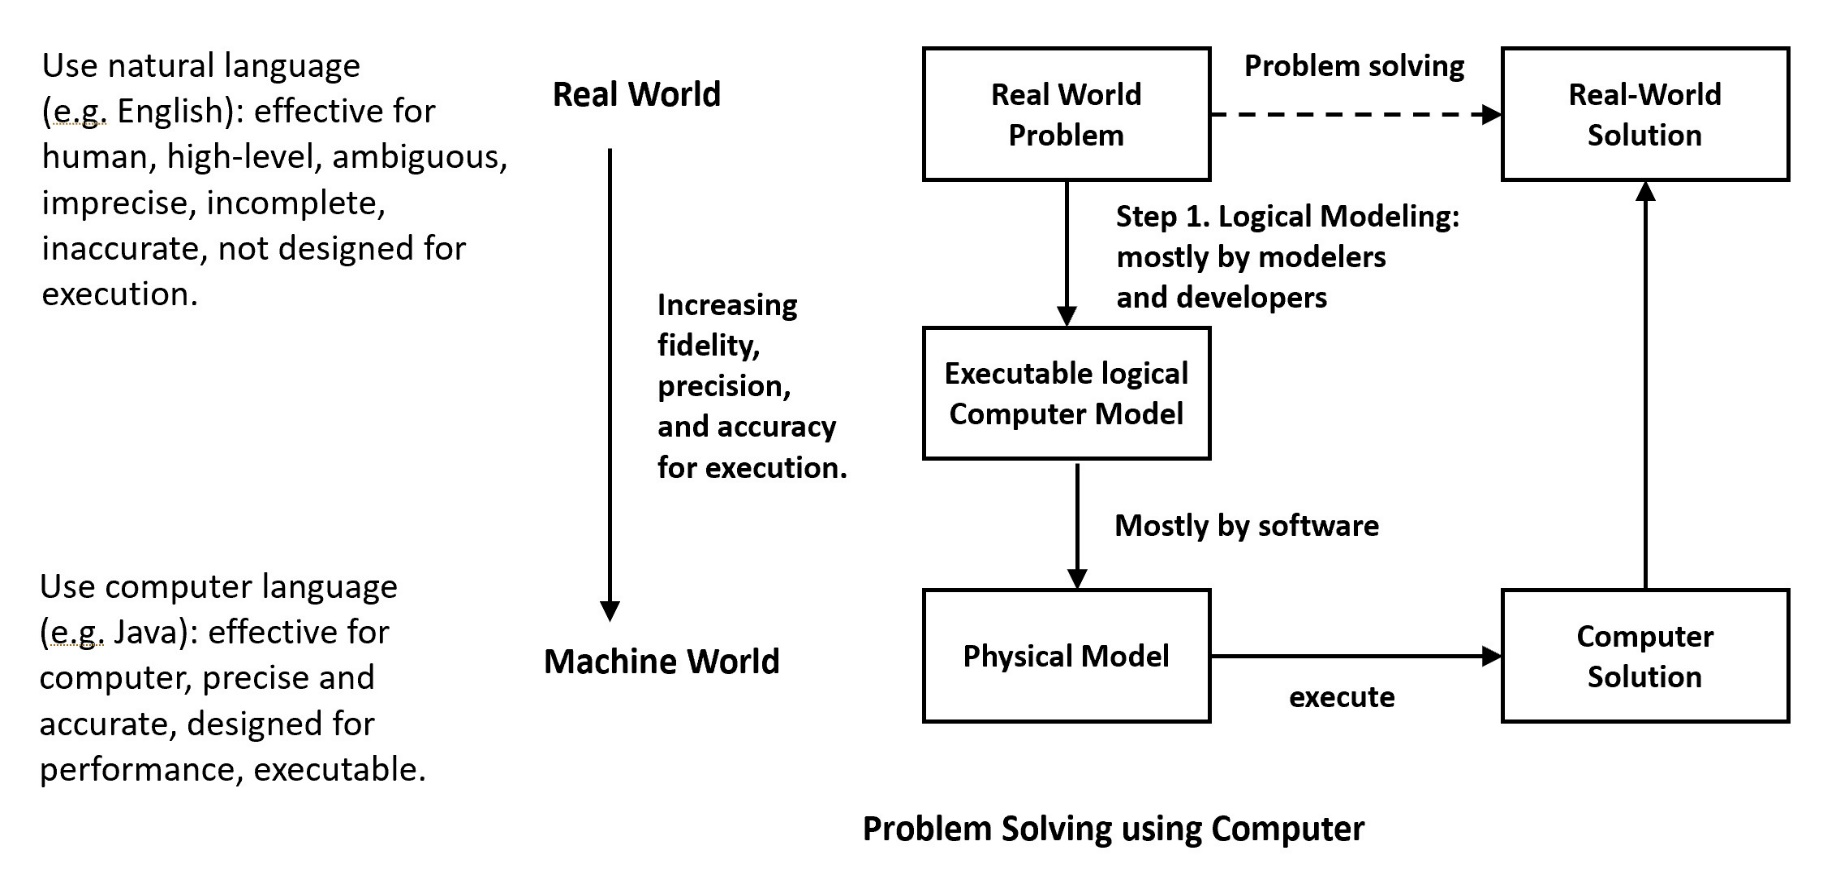 Use natural language
(e.g. English): effective for
human, high-level, ambiguous,
imprecise, incomplete,
inaccurate, not designed for
execution.
Real World
Increasing
fidelity,
precision,
and accuracy
for execution.
Use computer language
(e.g. Java): effective for
computer, precise and
accurate, designed for
performance, executable.
Machine World
Real World
Problem
Problem solving
Real-World
Solution
Step 1. Logical Modeling:
mostly by modelers
and developers
Executable logical
Computer Model
Mostly by software
Physical Model
execute
Computer
Solution
Problem Solving using Computer